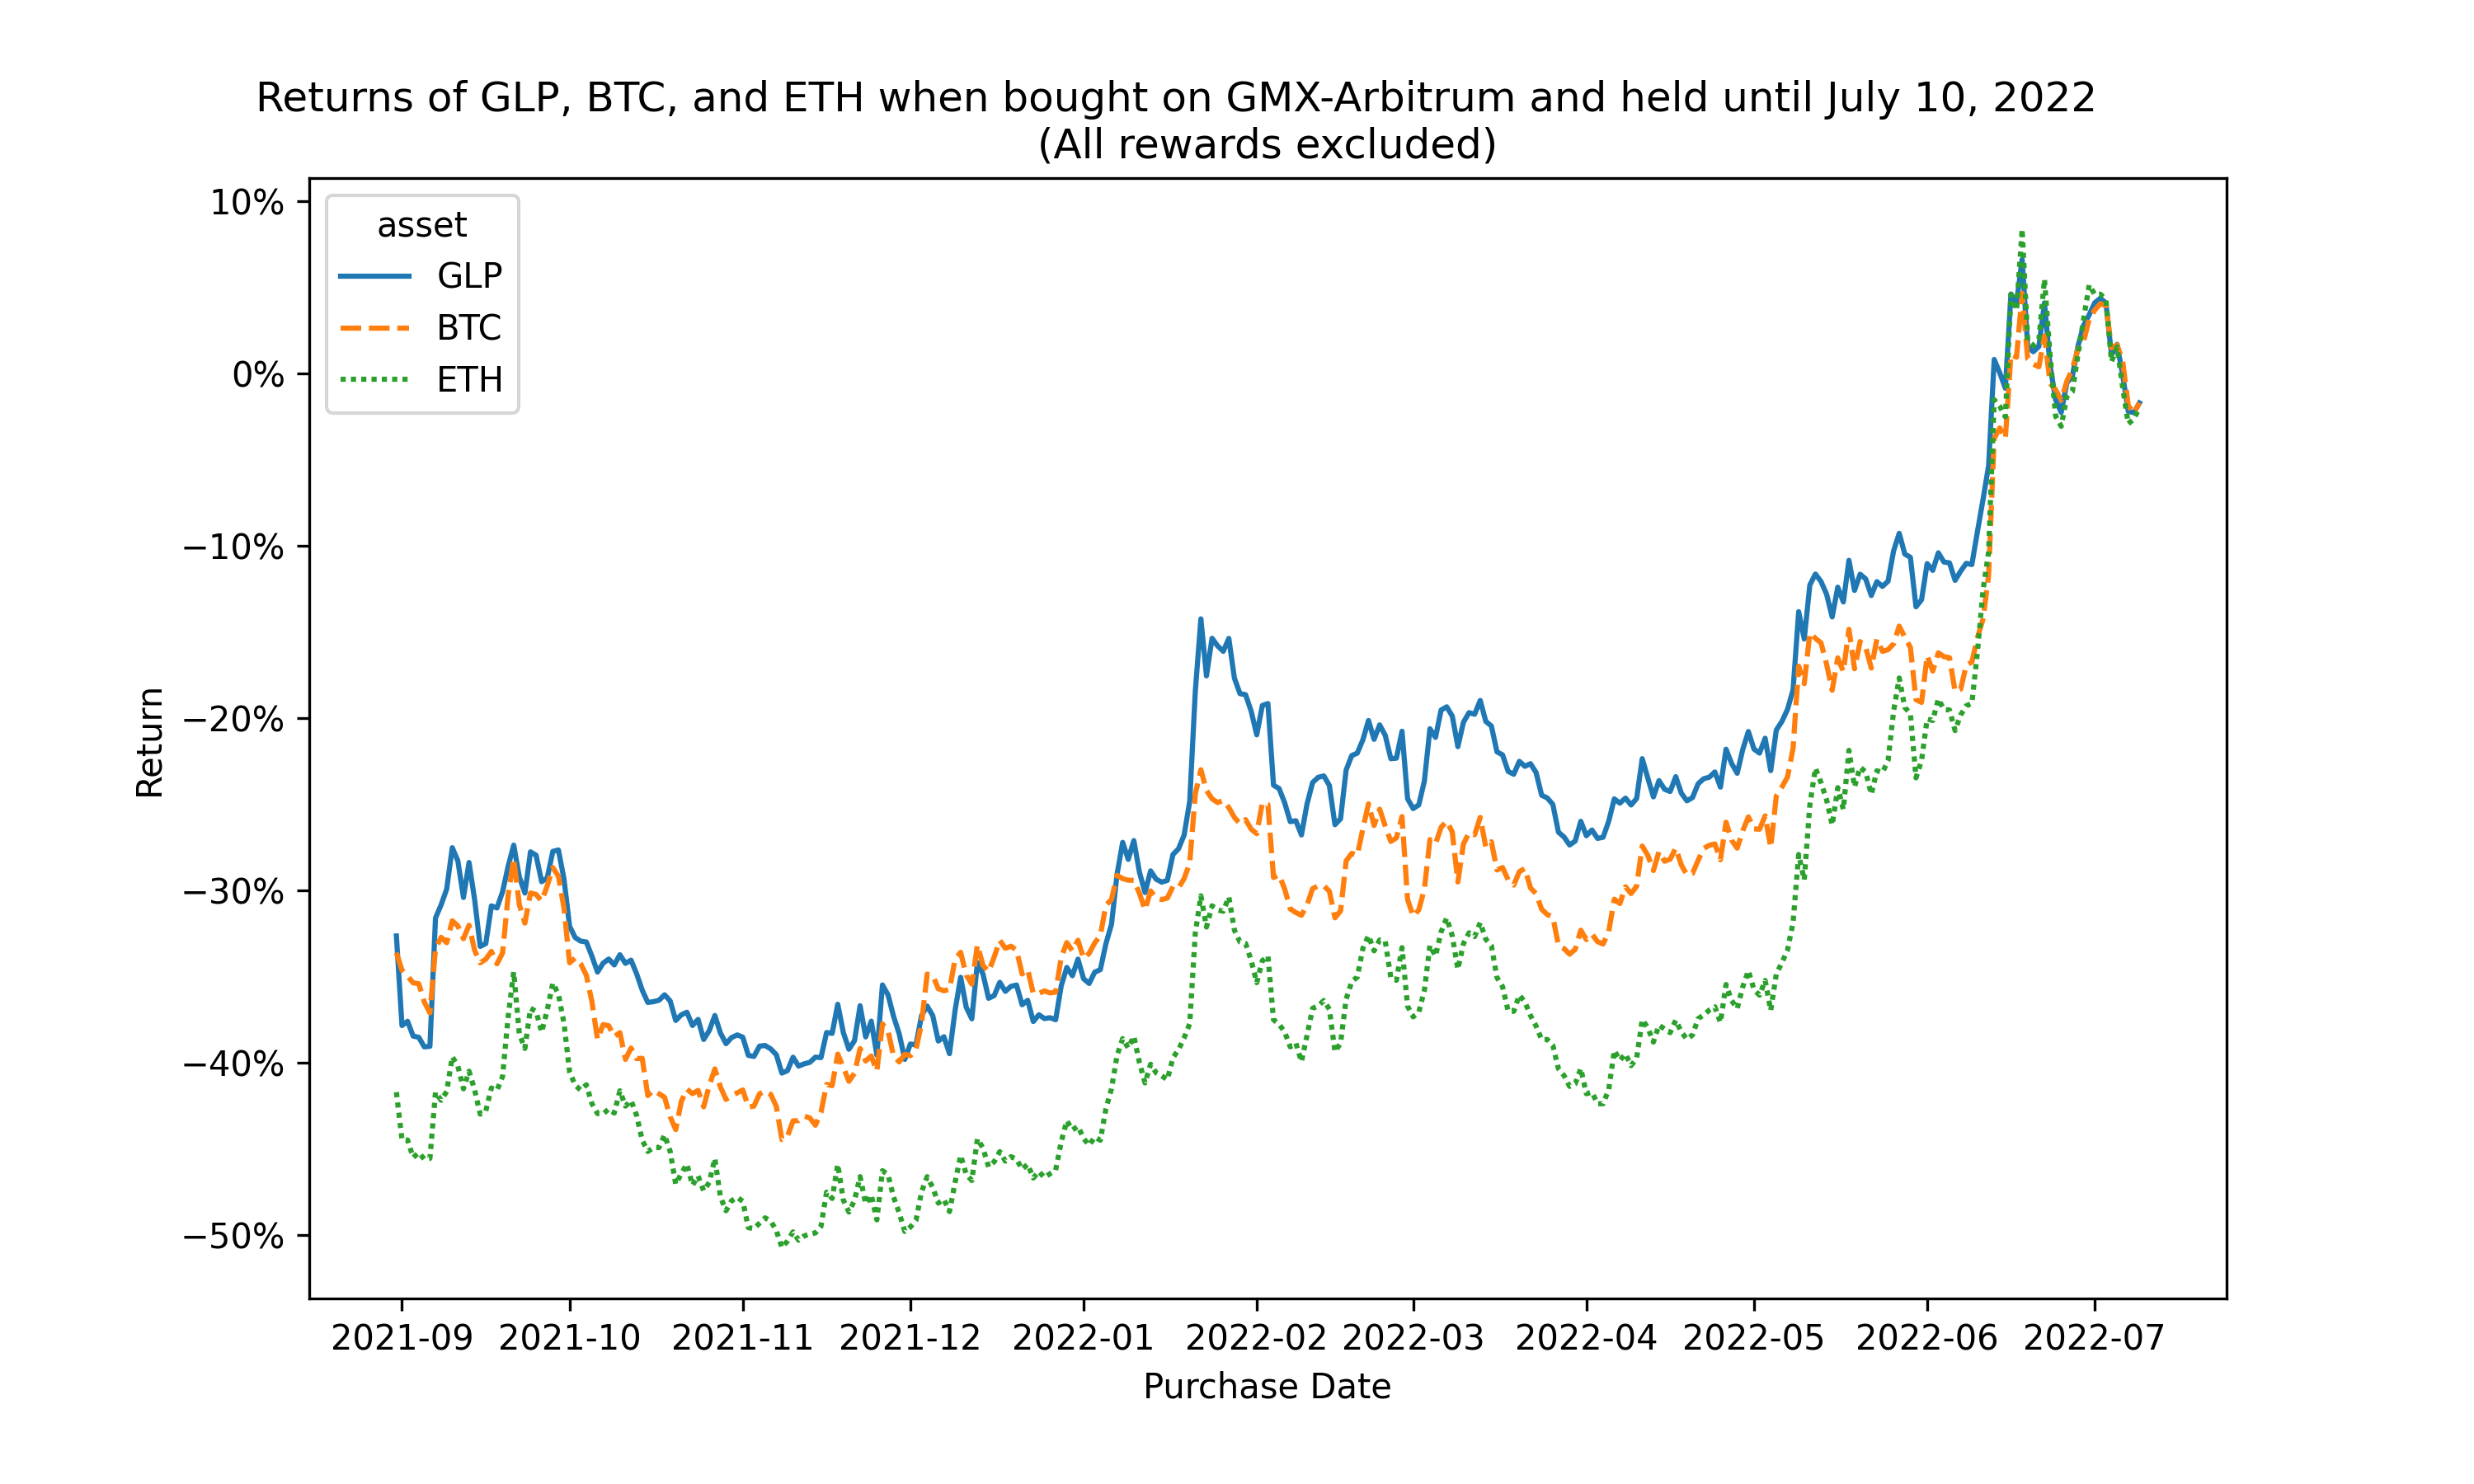 Returns of GLP, BTC, and ETH when bought on GMX-Arbitrum and held until July 10, 2022
(All rewards excluded)
asset
GLP
BTC
ETH
10%
0%
−10%
−20%
−30%
−40%
−50%
Return
2021-09 2021-10 2021-11 2021-12 2022-01 2022-02 2022-03 2022-04 2022-05 2022-06 2022-07
Purchase Date